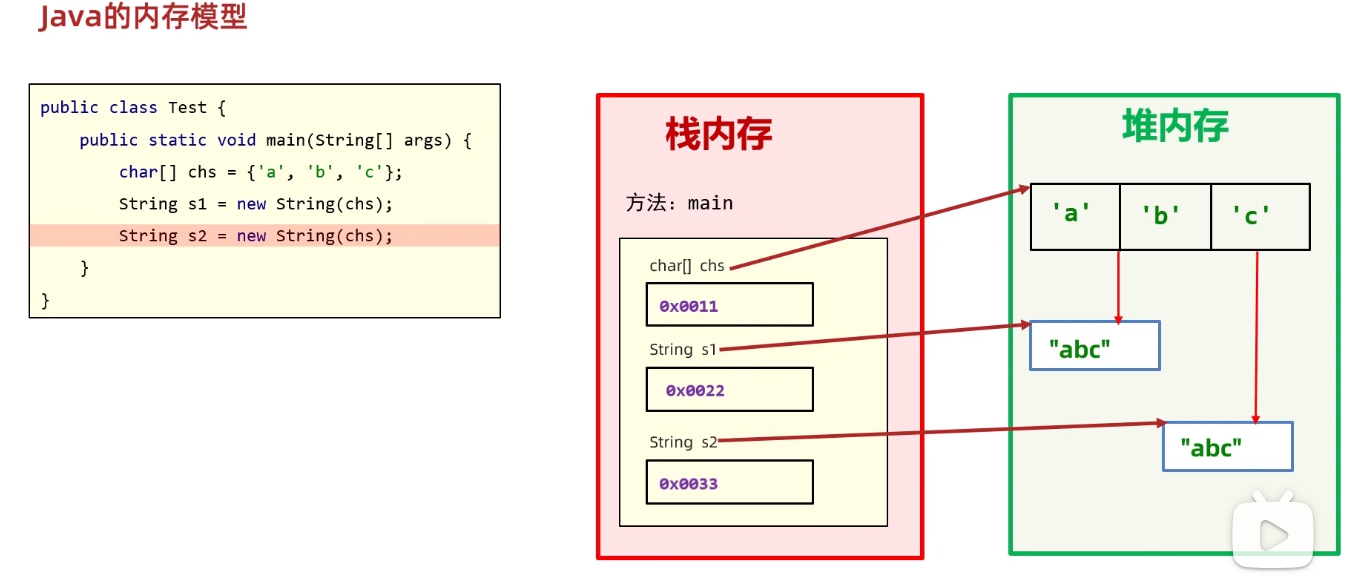 Java的内存模型
public class Test {
public static void main(String[] args) {
char[] chs = {'a', 'b', 'c'};
String s1 = new String(chs);
String s2 = new String(chs);
}
}
栈内存
方法：main
char[] chs
0x0011
String s1
0x0022
String s2
0x0033
堆内存
'a' 'b' 'c'
"abc"
"abc"